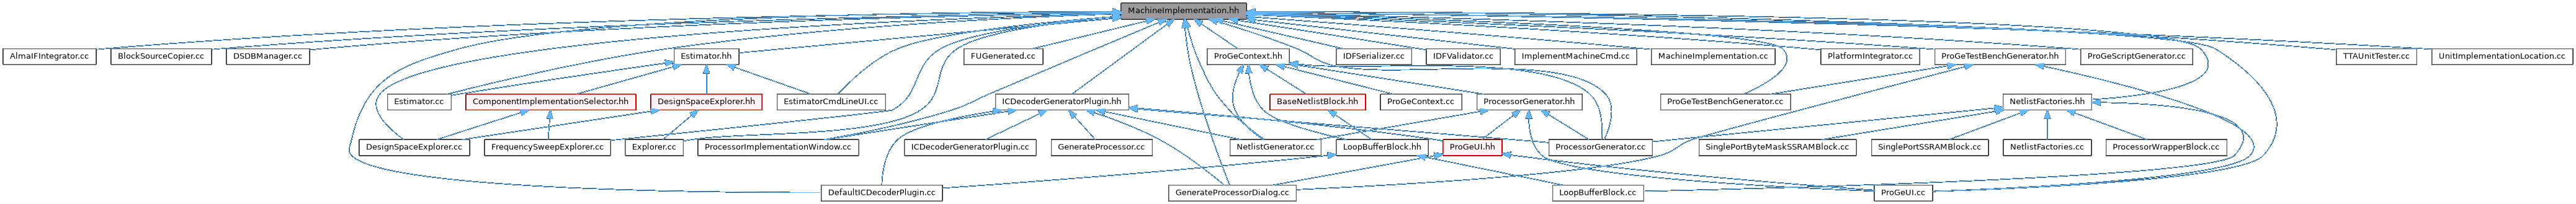 MachineImplementation.hh
AlmaIFIntegrator.cc
BlockSourceCopier.cc
DSDBManager.cc
Estimator.hh
FUGenerated.cc
ProGeContext.hh
IDFSerializer.cc
IDFValidator.cc
ImplementMachineCmd.cc
MachineImplementation.cc
PlatformIntegrator.cc
ProGeTestBenchGenerator.hh
ProGeScriptGenerator.cc
TTAUnitTester.cc
UnitImplementationLocation.cc
Estimator.cc
ComponentImplementationSelector.hh
DesignSpaceExplorer.hh
EstimatorCmdLineUI.cc
ICDecoderGeneratorPlugin.hh
BaseNetlistBlock.hh
ProGeContext.cc
ProcessorGenerator.hh
ProGeTestBenchGenerator.cc
NetlistFactories.hh
DesignSpaceExplorer.cc
FrequencySweepExplorer.cc
Explorer.cc
ProcessorImplementationWindow.cc
ICDecoderGeneratorPlugin.cc
GenerateProcessor.cc
NetlistGenerator.cc
LoopBufferBlock.hh
ProGeUI.hh
ProcessorGenerator.cc
SinglePortByteMaskSSRAMBlock.cc
SinglePortSSRAMBlock.cc
NetlistFactories.cc
ProcessorWrapperBlock.cc
DefaultICDecoderPlugin.cc
GenerateProcessorDialog.cc
LoopBufferBlock.cc
ProGeUI.cc